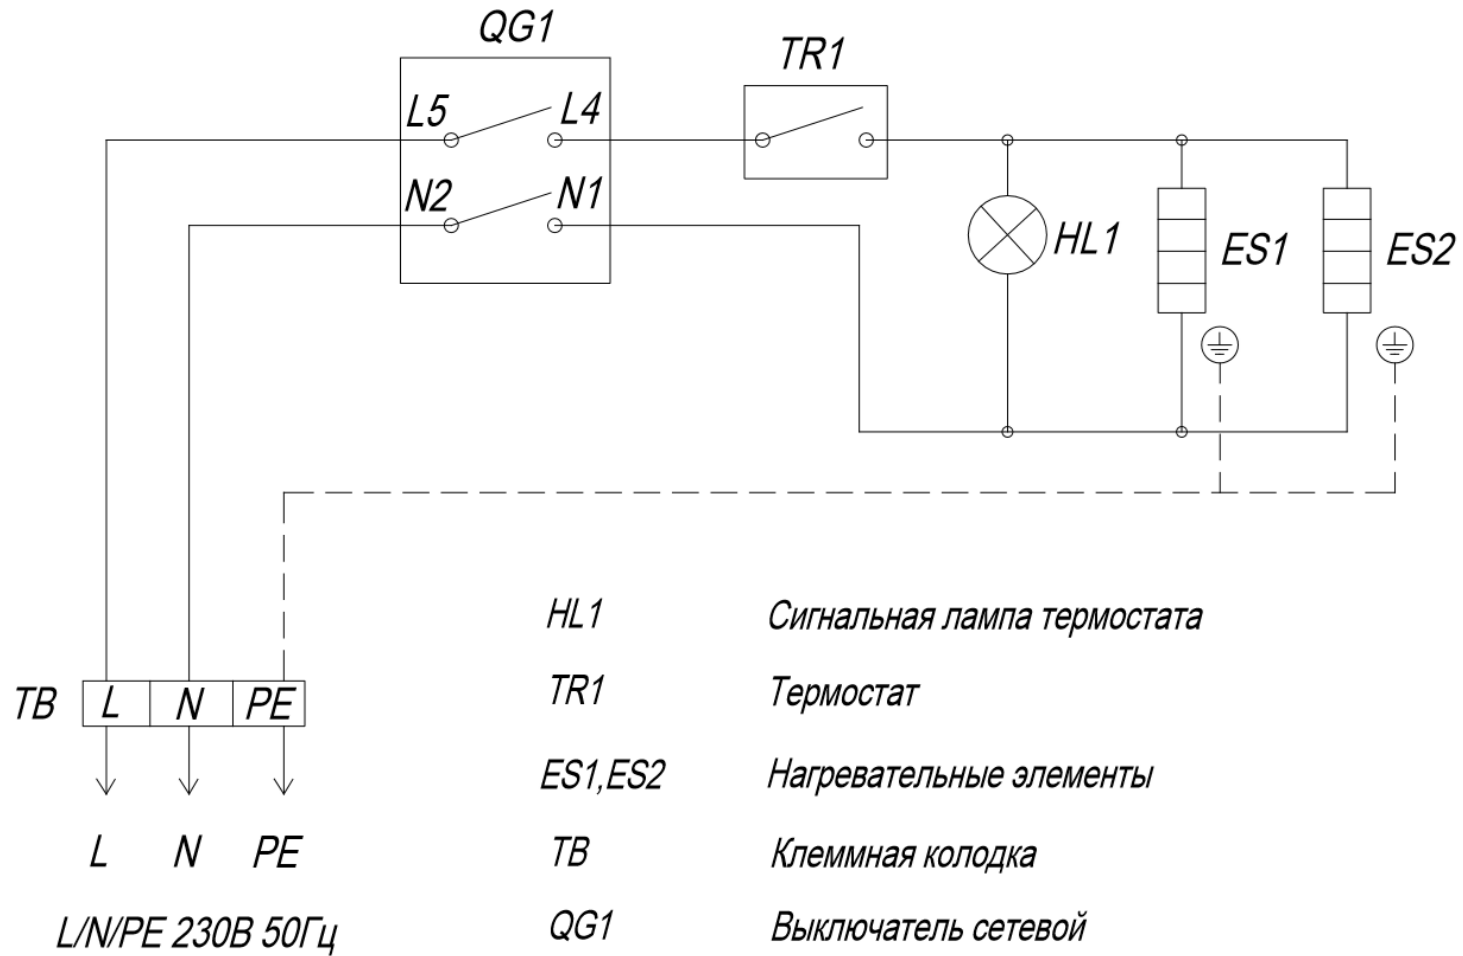 QG1
TR1
L5 L4
N2 N1
HL1 ES1 ES2
HL1 Сигнальная лампа термостата
TR1 Термостат
TB L N PE
ES1,ES2 Нагревательные элементы
L N PE
TB Клеммная колодка
L/N/PE 230В 50Гц
QG1 Выключатель сетевой